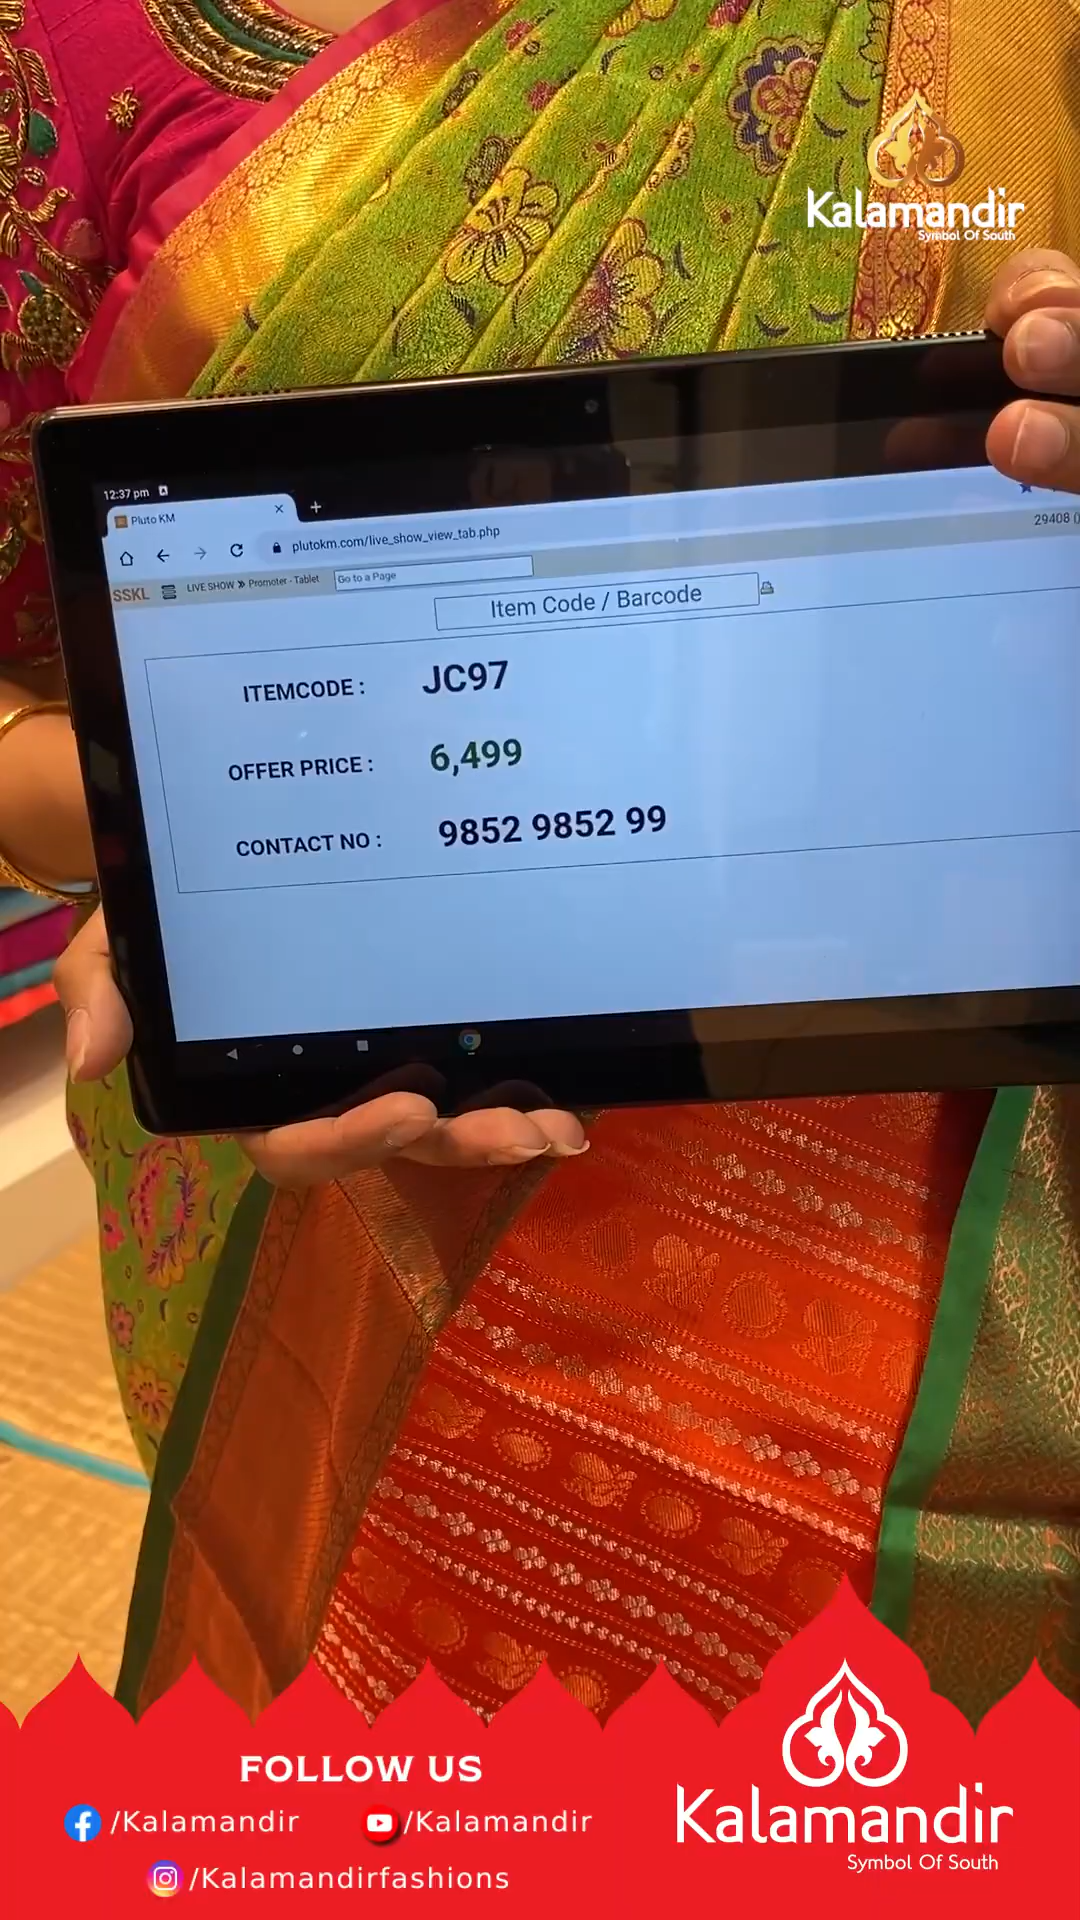 Kalamandir
Symbol Of South
12:37 pm
Pluto KM
plutokm.com/live_show_view_tab.php
29408 0
SSKL
LIVE SHOW » Promoter - Tablet
Go to a Page
Item Code / Barcode
ITEMCODE : JC97
OFFER PRICE : 6,499
CONTACT NO : 9852 9852 99
FOLLOW US
/Kalamandir
/Kalamandir
/Kalamandirfashions
Kalamandir
Symbol Of South